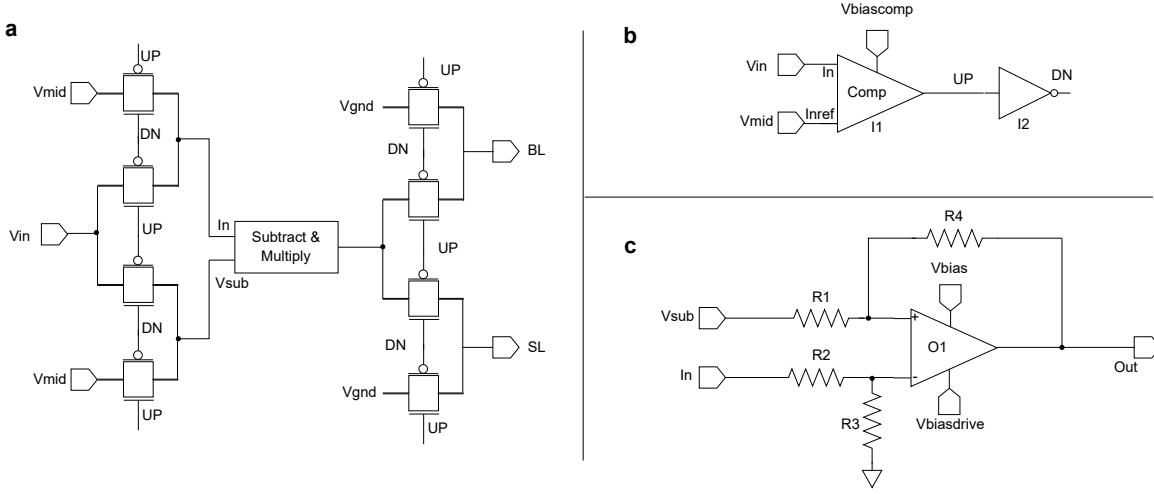 a
UP
Vmid
DN
Vin
UP
In
Subtract &
Multiply
Vsub
DN
Vmid
UP
UP
Vgnd
DN
BL
UP
DN
SL
Vgnd
UP
b
Vbiascomp
Vin
In
Comp
Vmid
Inref
I1
UP
I2
DN
c
R4
Vbias
Vsub
R1
+
O1
Out
In
R2
-
R3
Vbiasdrive